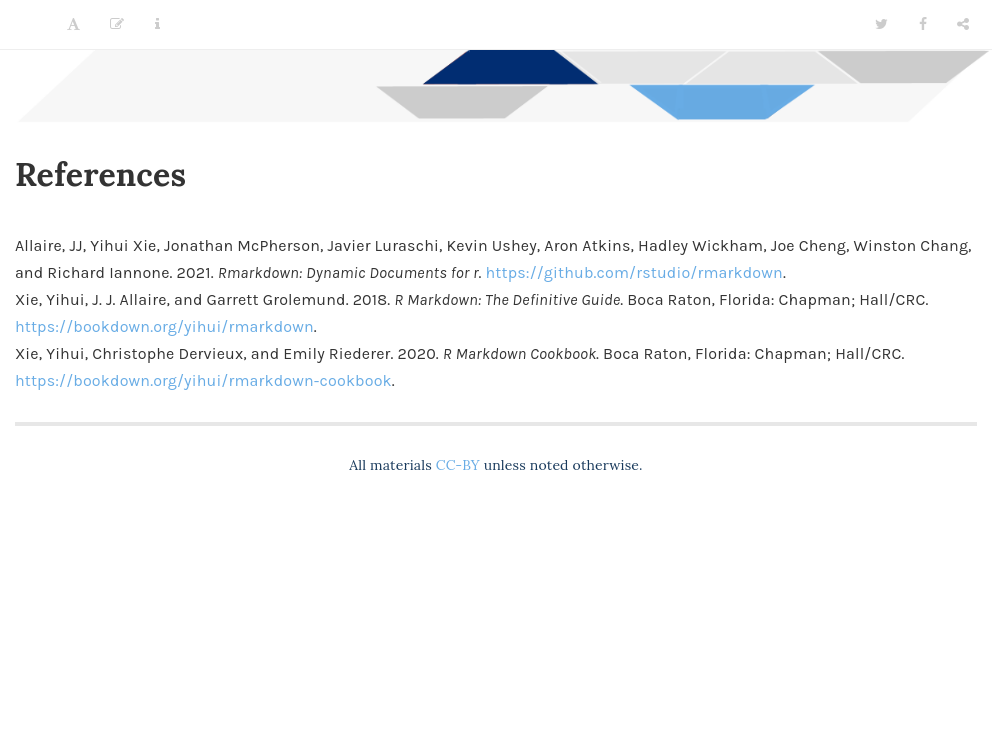 References
Allaire, JJ, Yihui Xie, Jonathan McPherson, Javier Luraschi, Kevin Ushey, Aron Atkins, Hadley Wickham, Joe Cheng, Winston Chang,
and Richard Iannone. 2021. Rmarkdown: Dynamic Documents for r. https://github.com/rstudio/rmarkdown.
Xie, Yihui, J. J. Allaire, and Garrett Grolemund. 2018. R Markdown: The Definitive Guide. Boca Raton, Florida: Chapman; Hall/CRC.
https://bookdown.org/yihui/rmarkdown.
Xie, Yihui, Christophe Dervieux, and Emily Riederer. 2020. R Markdown Cookbook. Boca Raton, Florida: Chapman; Hall/CRC.
https://bookdown.org/yihui/rmarkdown-cookbook.
All materials CC-BY unless noted otherwise.